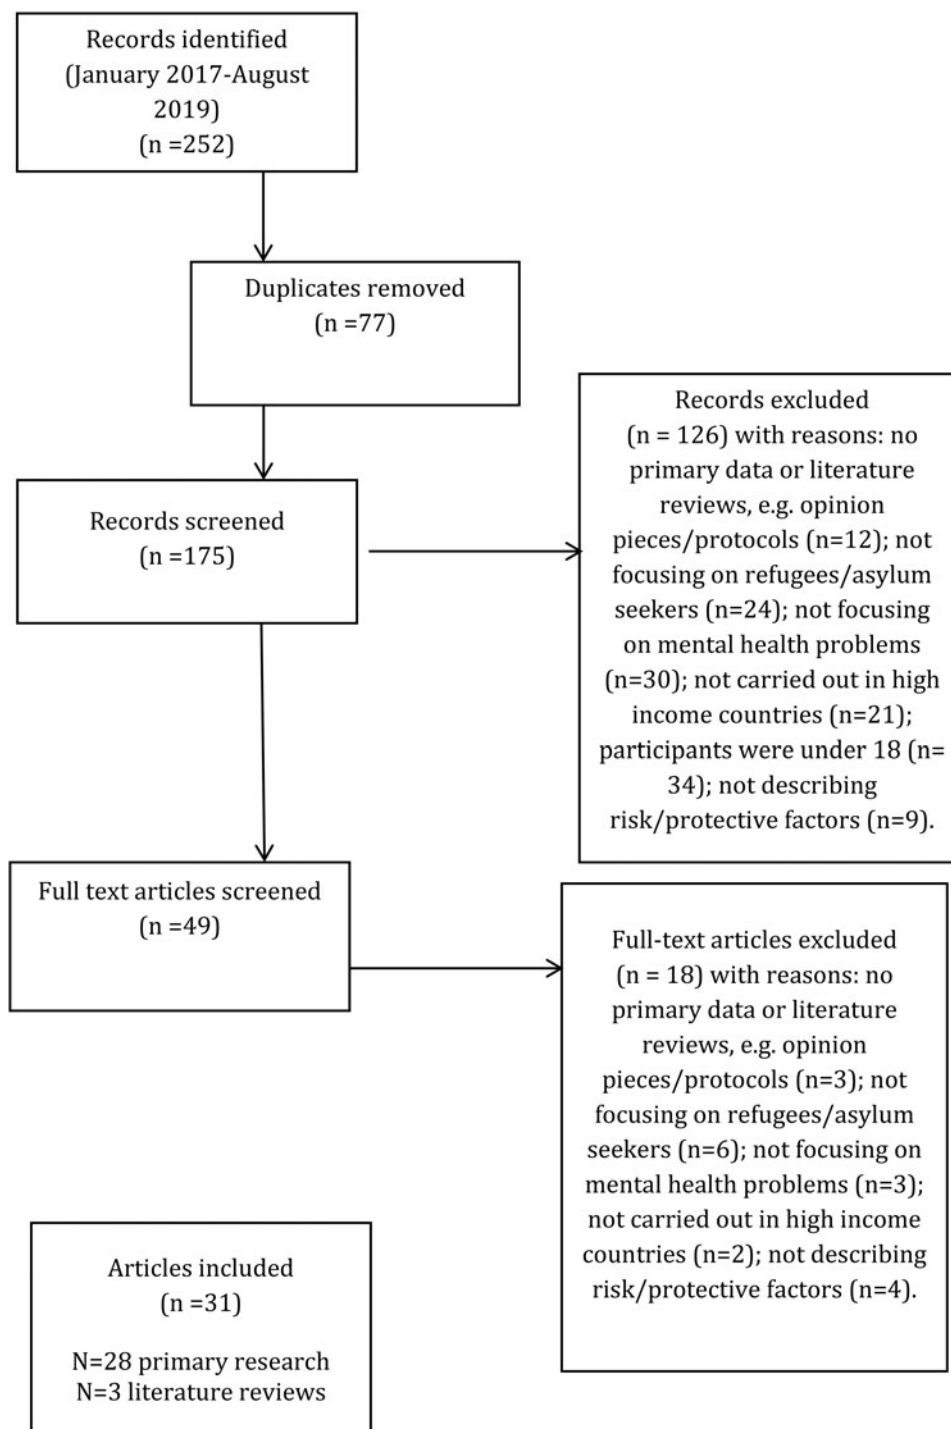 Records identified
(January 2017-August
2019)
(n =252)
Duplicates removed
(n =77)
Records screened
(n =175)
Records excluded
(n = 126) with reasons: no
primary data or literature
reviews, e.g. opinion
pieces/protocols (n=12); not
focusing on refugees/asylum
seekers (n=24); not focusing
on mental health problems
(n=30); not carried out in high
income countries (n=21);
participants were under 18 (n=
34); not describing
risk/protective factors (n=9).
Full text articles screened
(n =49)
Full-text articles excluded
(n = 18) with reasons: no
primary data or literature
reviews, e.g. opinion
pieces/protocols (n=3); not
focusing on refugees/asylum
seekers (n=6); not focusing on
mental health problems (n=3);
not carried out in high income
countries (n=2); not describing
risk/protective factors (n=4).
Articles included
(n =31)
N=28 primary research
N=3 literature reviews